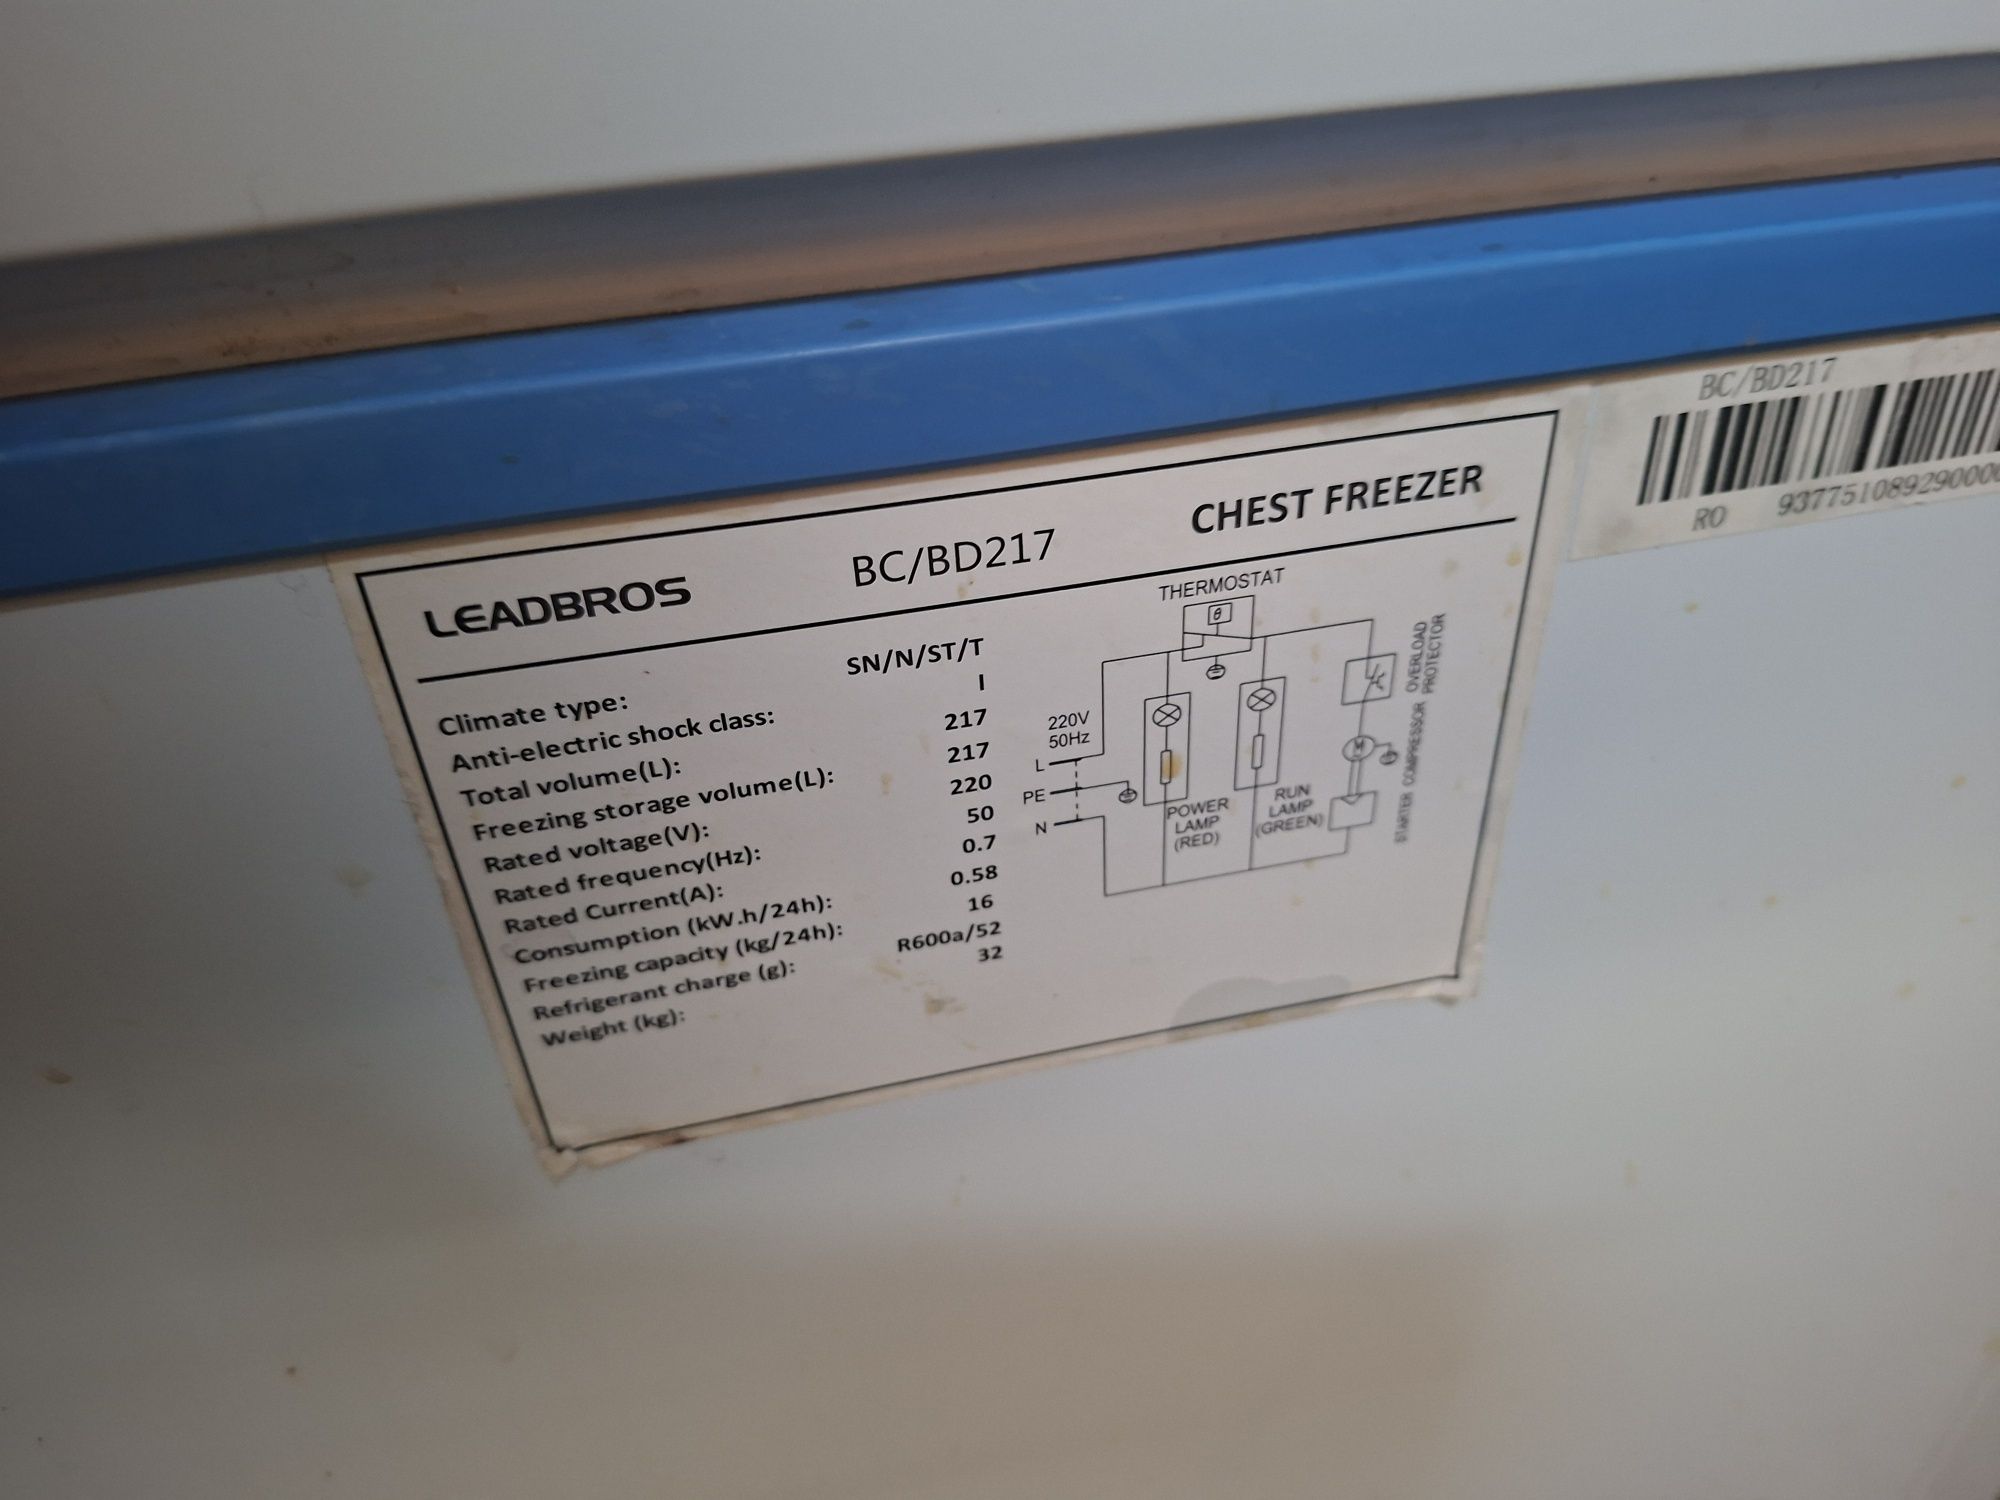 LEADBROS BC/BD217 CHEST FREEZER
Climate type: SN/N/ST/T
Anti-electric shock class: I
Total volume(L): 217
Freezing storage volume(L): 217
Rated voltage(V): 220
Rated frequency(Hz): 50
Rated Current(A): 0.7
Consumption (kW.h/24h): 0.58
Freezing capacity (kg/24h): 16
Refrigerant charge (g): R600a/52
Weight (kg): 32
THERMOSTAT
θ
220V
50Hz
L
PE
N
POWER
LAMP
(RED)
RUN
LAMP
(GREEN)
M
STARTER COMPRESSOR OVERLOAD
PROTECTOR
BC/BD217
RO